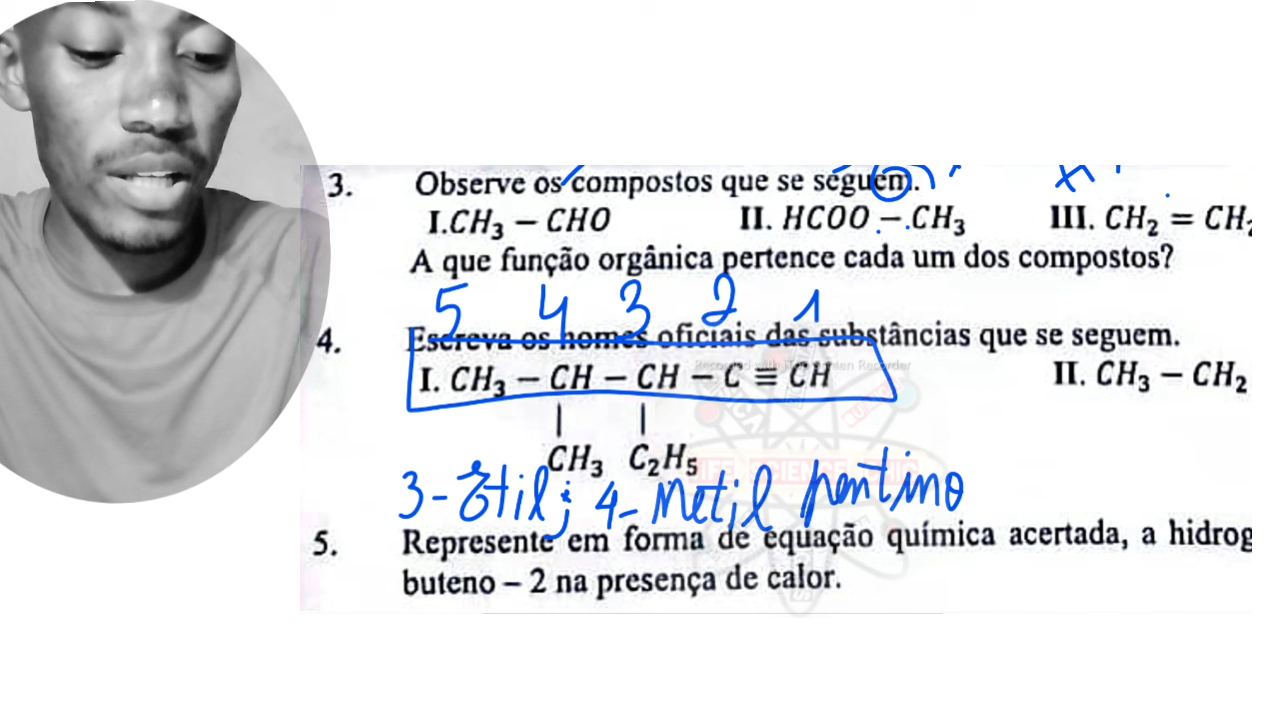 3. Observe os compostos que se seguem.
I.CH₃ – CHO II. HCOO – CH₃ III. CH₂ = CH₂
A que função orgânica pertence cada um dos compostos?
5 4 3 2 1
4. Escreva os nomes oficiais das substâncias que se seguem.
I. CH₃ – CH – CH – C ≡ CH II. CH₃ – CH₂
CH₃ C₂H₅
3-Etil; 4-Metil pentino
5. Represente em forma de equação química acertada, a hidrog
buteno – 2 na presença de calor.